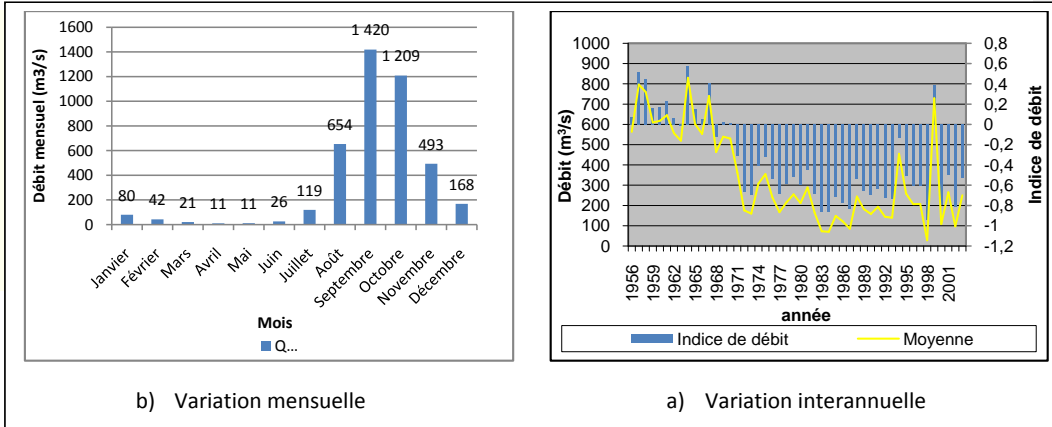 Débit mensuel (m3/s)
1600
1400
1200
1000
800
600
400
200
0
80
42
21
11
11
26
119
654
1 420
1 209
493
168
Janvier
Février
Mars
Avril
Mai
Juin
Juillet
Août
Septembre
Octobre
Novembre
Décembre
Mois
Q...
b) Variation mensuelle
Débit (m³/s)
1000
900
800
700
600
500
400
300
200
100
0
0,8
0,6
0,4
0,2
0
-0,2
-0,4
-0,6
-0,8
-1
-1,2
Indice de débit
1956
1959
1962
1965
1968
1971
1974
1977
1980
1983
1986
1989
1992
1995
1998
2001
année
Indice de débit
Moyenne
a) Variation interannuelle